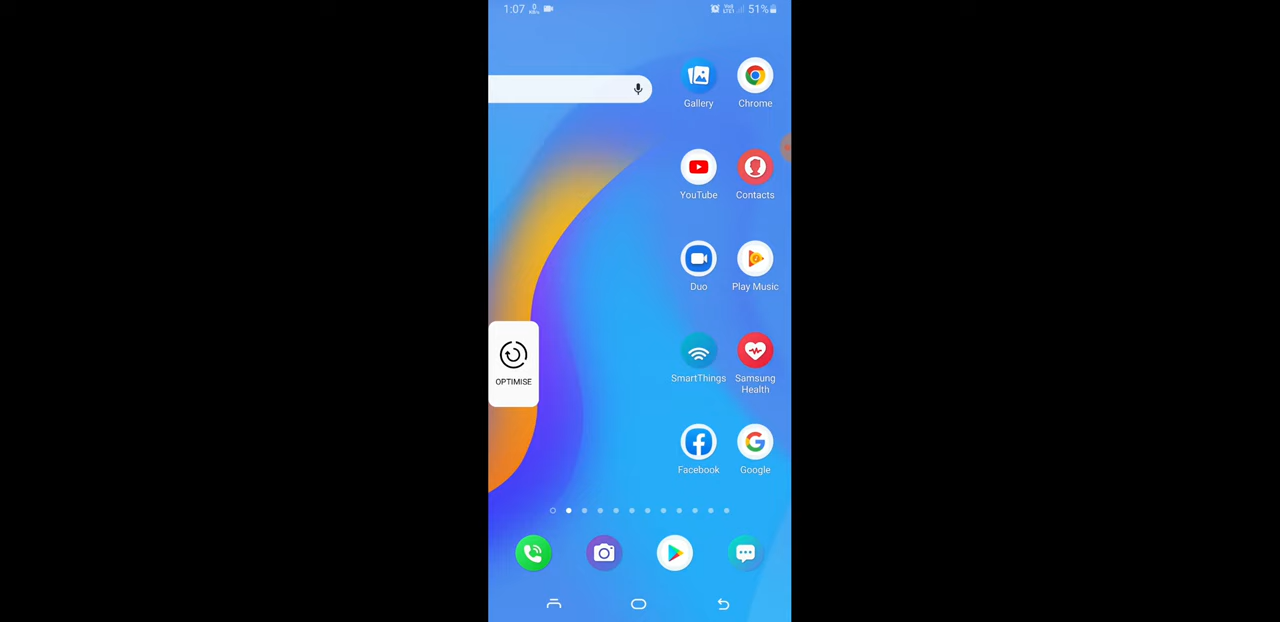 1:07
51%
Gallery Chrome
YouTube Contacts
Duo Play Music
OPTIMISE
SmartThings Samsung
Health
Facebook Google